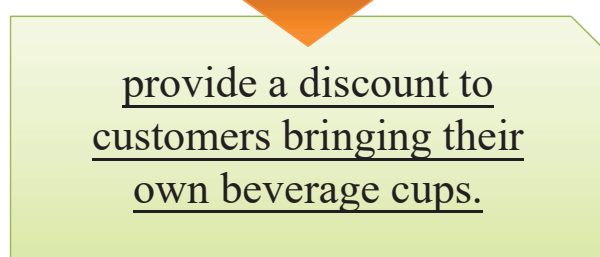 provide a discount to
customers bringing their
own beverage cups.